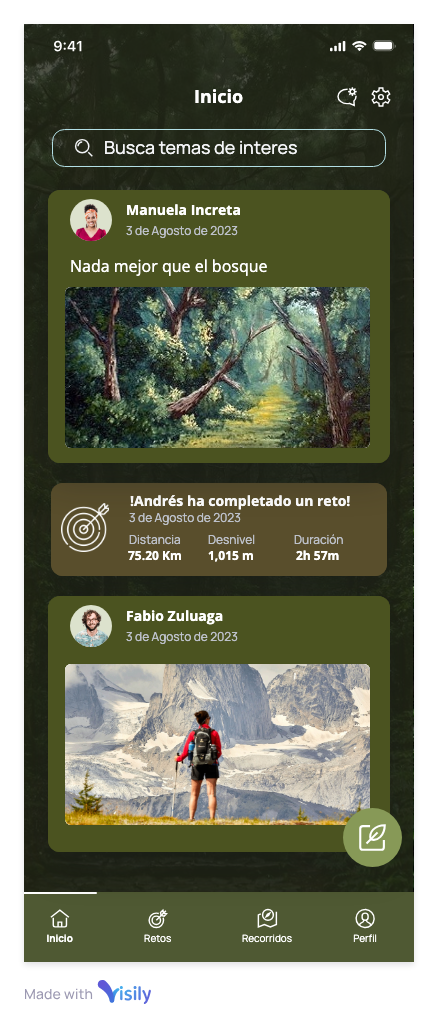 9:41
Inicio
Busca temas de interes
Manuela Increta
3 de Agosto de 2023
Nada mejor que el bosque
!Andrés ha completado un reto!
3 de Agosto de 2023
Distancia Desnivel Duración
75.20 Km 1,015 m 2h 57m
Fabio Zuluaga
3 de Agosto de 2023
Inicio Retos Recorridos Perfil
Made with Visily